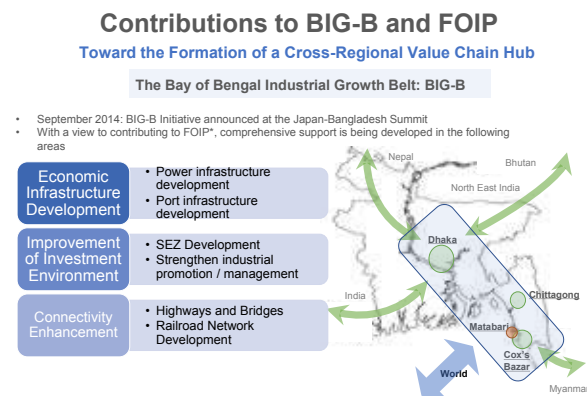 Contributions to BIG-B and FOIP
Toward the Formation of a Cross-Regional Value Chain Hub
The Bay of Bengal Industrial Growth Belt: BIG-B
• September 2014: BIG-B Initiative announced at the Japan-Bangladesh Summit
• With a view to contributing to FOIP*, comprehensive support is being developed in the following
areas
Economic
Infrastructure
Development
• Power infrastructure
development
• Port infrastructure
development
Improvement
of Investment
Environment
• SEZ Development
• Strengthen industrial
promotion / management
Connectivity
Enhancement
• Highways and Bridges
• Railroad Network
Development
Nepal
Bhutan
North East India
Dhaka
India
Chittagong
Matabari
Cox's
Bazar
World
Myanmar